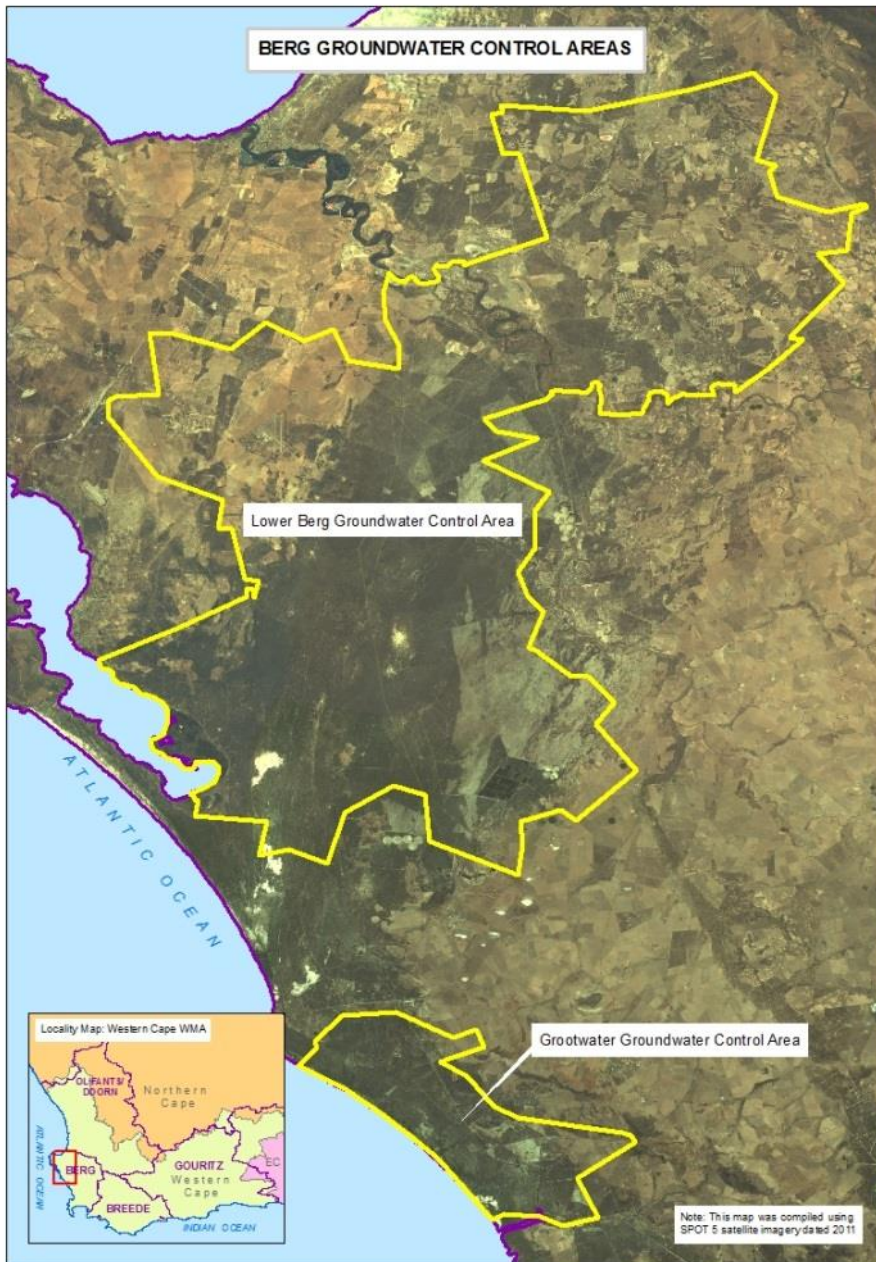 BERG GROUNDWATER CONTROL AREAS
Lower Berg Groundwater Control Area
ATLANTIC OCEAN
Grootwater Groundwater Control Area
Locality Map: Western Cape WMA
OLIFANTS/
DOORN
Northern
Cape
ATLANTIC OCEAN
BERG
GOURITZ
Western
Cape
EC
BREEDE
INDIAN OCEAN
Note: This map was compiled using
SPOT 5 satellite imagery dated 2011